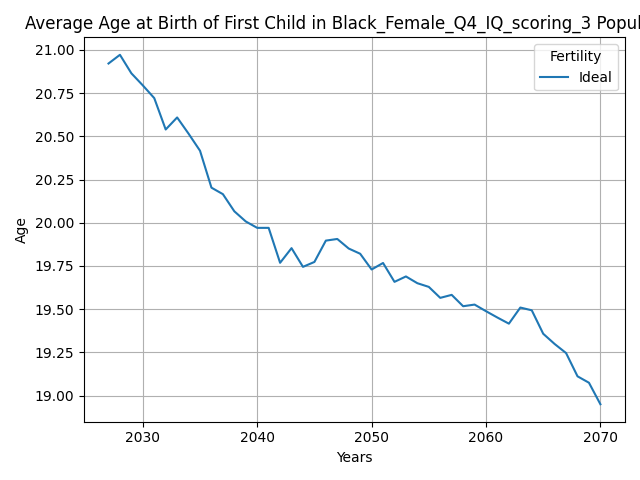 Average Age at Birth of First Child in Black_Female_Q4_IQ_scoring_3 Popul
Fertility
Ideal
21.00
20.75
20.50
20.25
20.00
19.75
19.50
19.25
19.00
Age
2030 2040 2050 2060 2070
Years